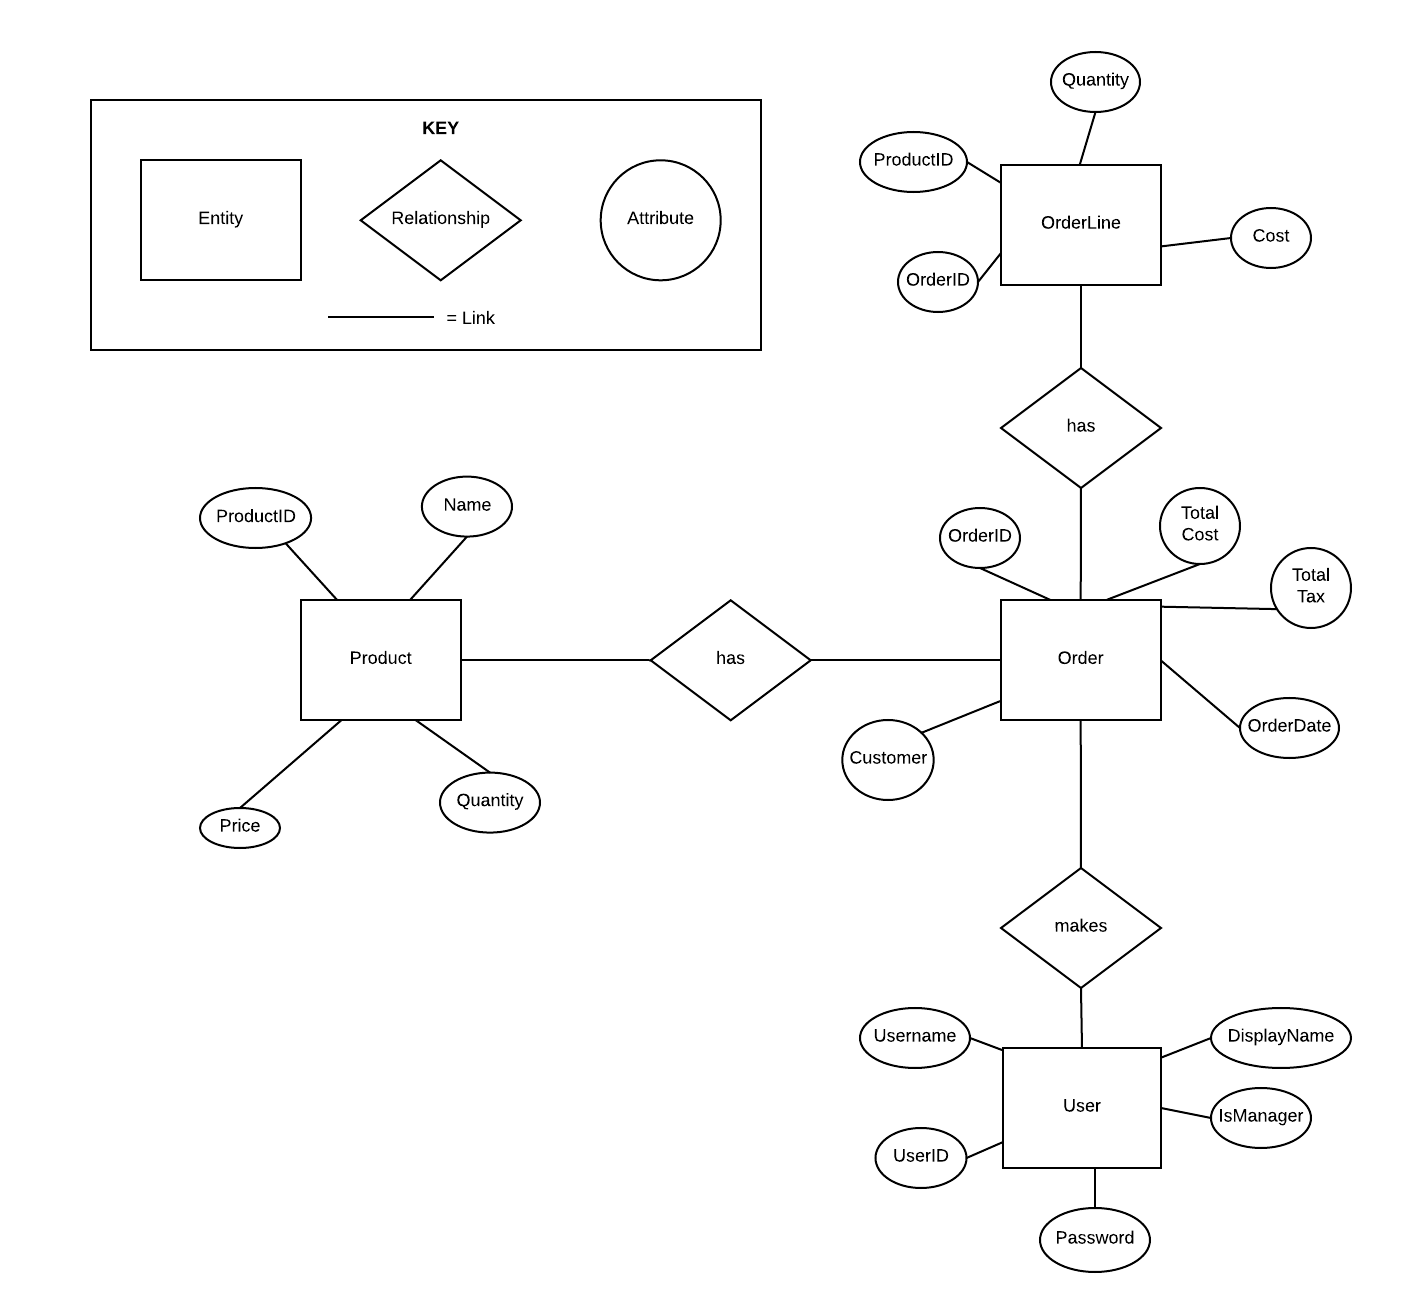 KEY
Entity
Relationship
Attribute
= Link
Quantity
ProductID
OrderLine
Cost
OrderID
has
ProductID
Name
OrderID
Total
Cost
Total
Tax
Product
has
Order
Customer
OrderDate
Price
Quantity
makes
Username
DisplayName
User
IsManager
UserID
Password